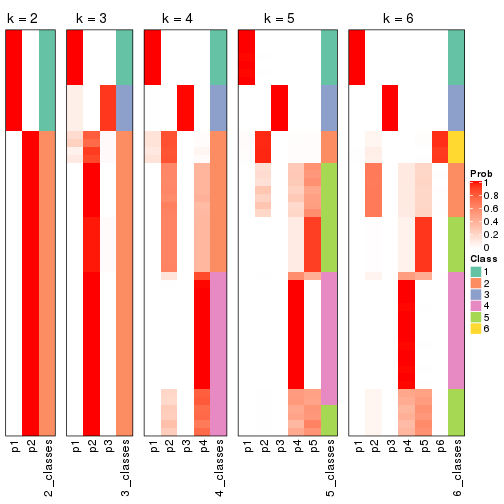 k = 2
k = 3
k = 4
k = 5
k = 6
Prob
1
0.8
0.6
0.4
0.2
0
Class
1
2
3
4
5
6
p1
p2
2_classes
p1
p2
p3
3_classes
p1
p2
p3
p4
4_classes
p1
p2
p3
p4
p5
5_classes
p1
p2
p3
p4
p5
p6
6_classes